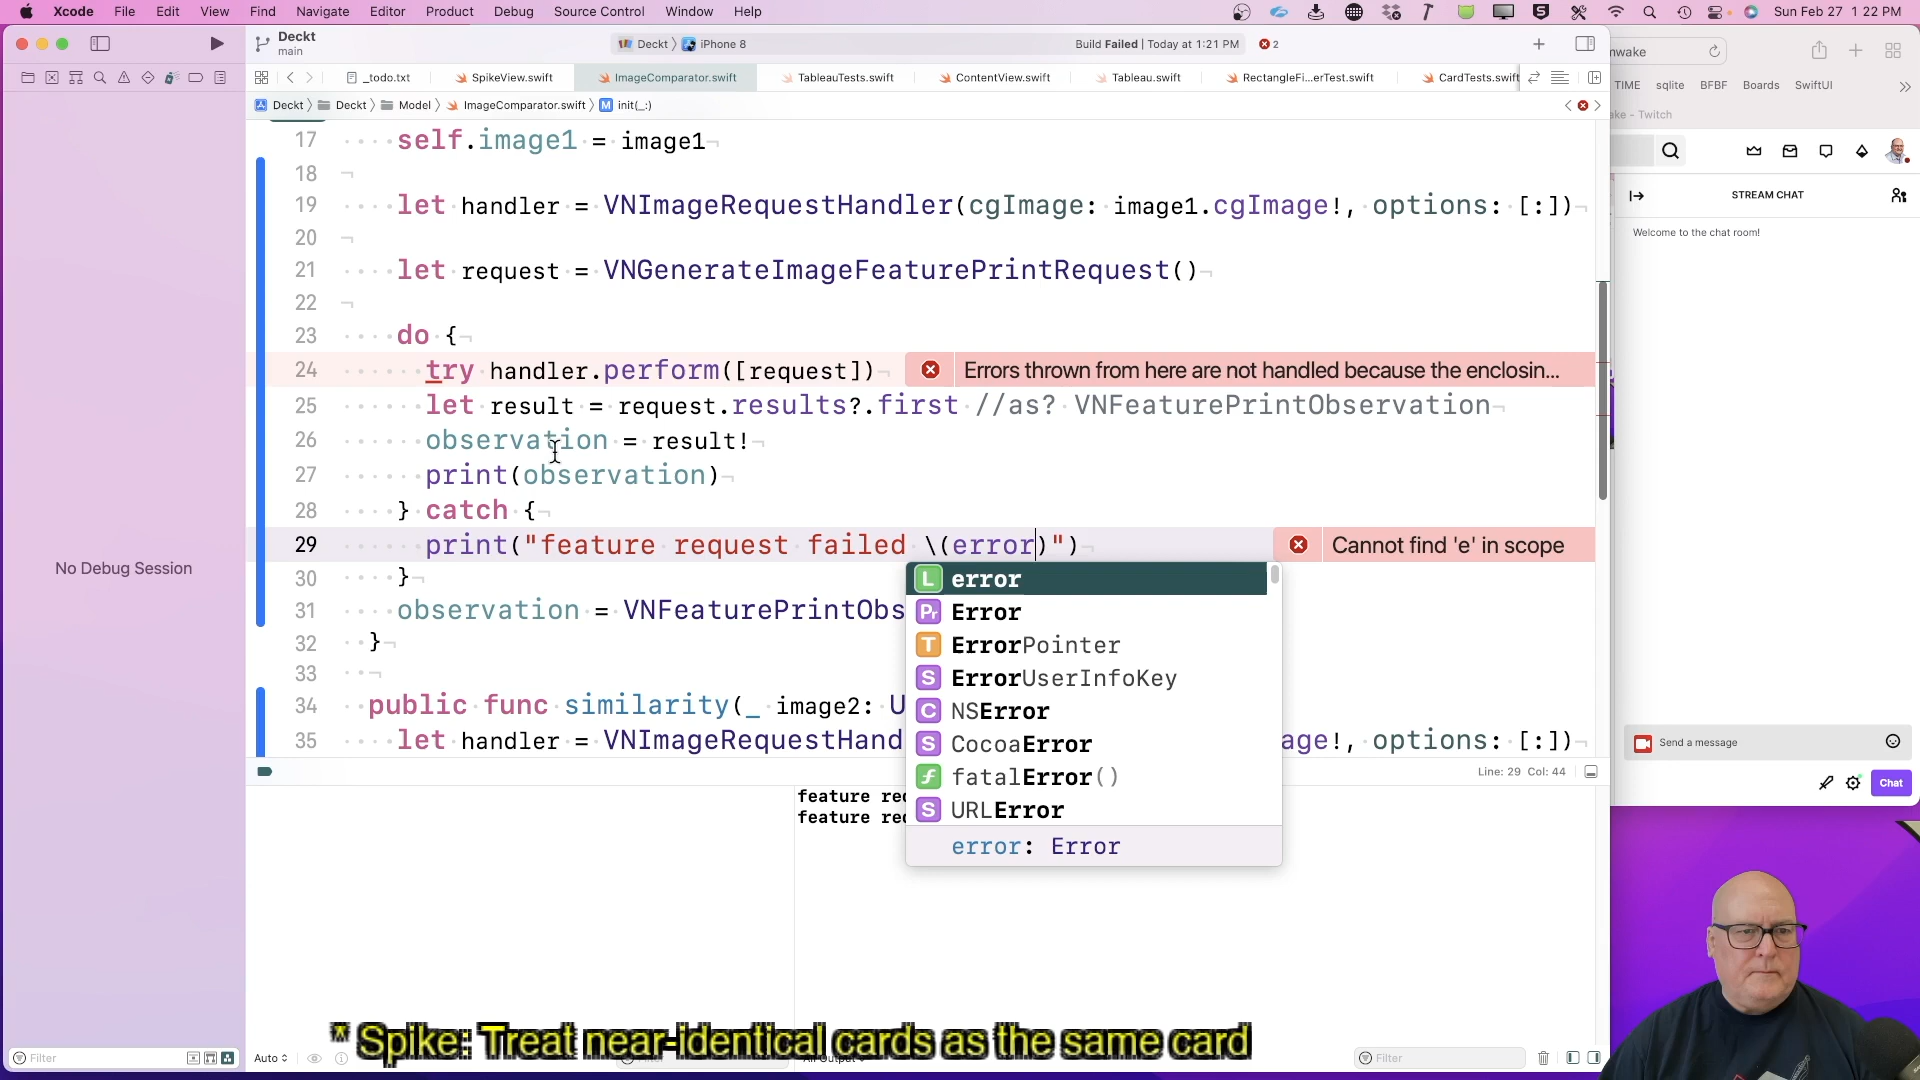 Xcode File Edit View Find Navigate Editor Product Debug Source Control Window Help Sun Feb 27 1 22 PM
Deckt
main
Deckt iPhone 8 Build Failed | Today at 1:21 PM 2
nwake
_todo.txt SpikeView.swift ImageComparator.swift TableauTests.swift ContentView.swift Tableau.swift RectangleFi...erTest.swift CardTests.swift
TIME sqlite BFBF Boards SwiftUI
Deckt Deckt Model ImageComparator.swift M init(_:)
ake - Twitch
17 self.image1 = image1
18
19 let handler = VNImageRequestHandler(cgImage: image1.cgImage!, options: [:])
20
21 let request = VNGenerateImageFeaturePrintRequest()
22
23 do {
24 try handler.perform([request]) Errors thrown from here are not handled because the enclosin...
25 let result = request.results?.first //as? VNFeaturePrintObservation
26 observation = result!
27 print(observation)
28 } catch {
29 print("feature request failed \(error)") Cannot find 'e' in scope
30 }
31 observation = VNFeaturePrintObs
32 }
33
34 public func similarity(_ image2: U
35 let handler = VNImageRequestHand age!, options: [:])
L error
Pr Error
T ErrorPointer
S ErrorUserInfoKey
C NSError
S CocoaError
f fatalError()
S URLError
error: Error
STREAM CHAT
Welcome to the chat room!
Send a message
Chat
No Debug Session
Line: 29 Col: 44
feature rec
feature rec
* Spike: Treat near-identical cards as the same card
Filter
Auto
Filter